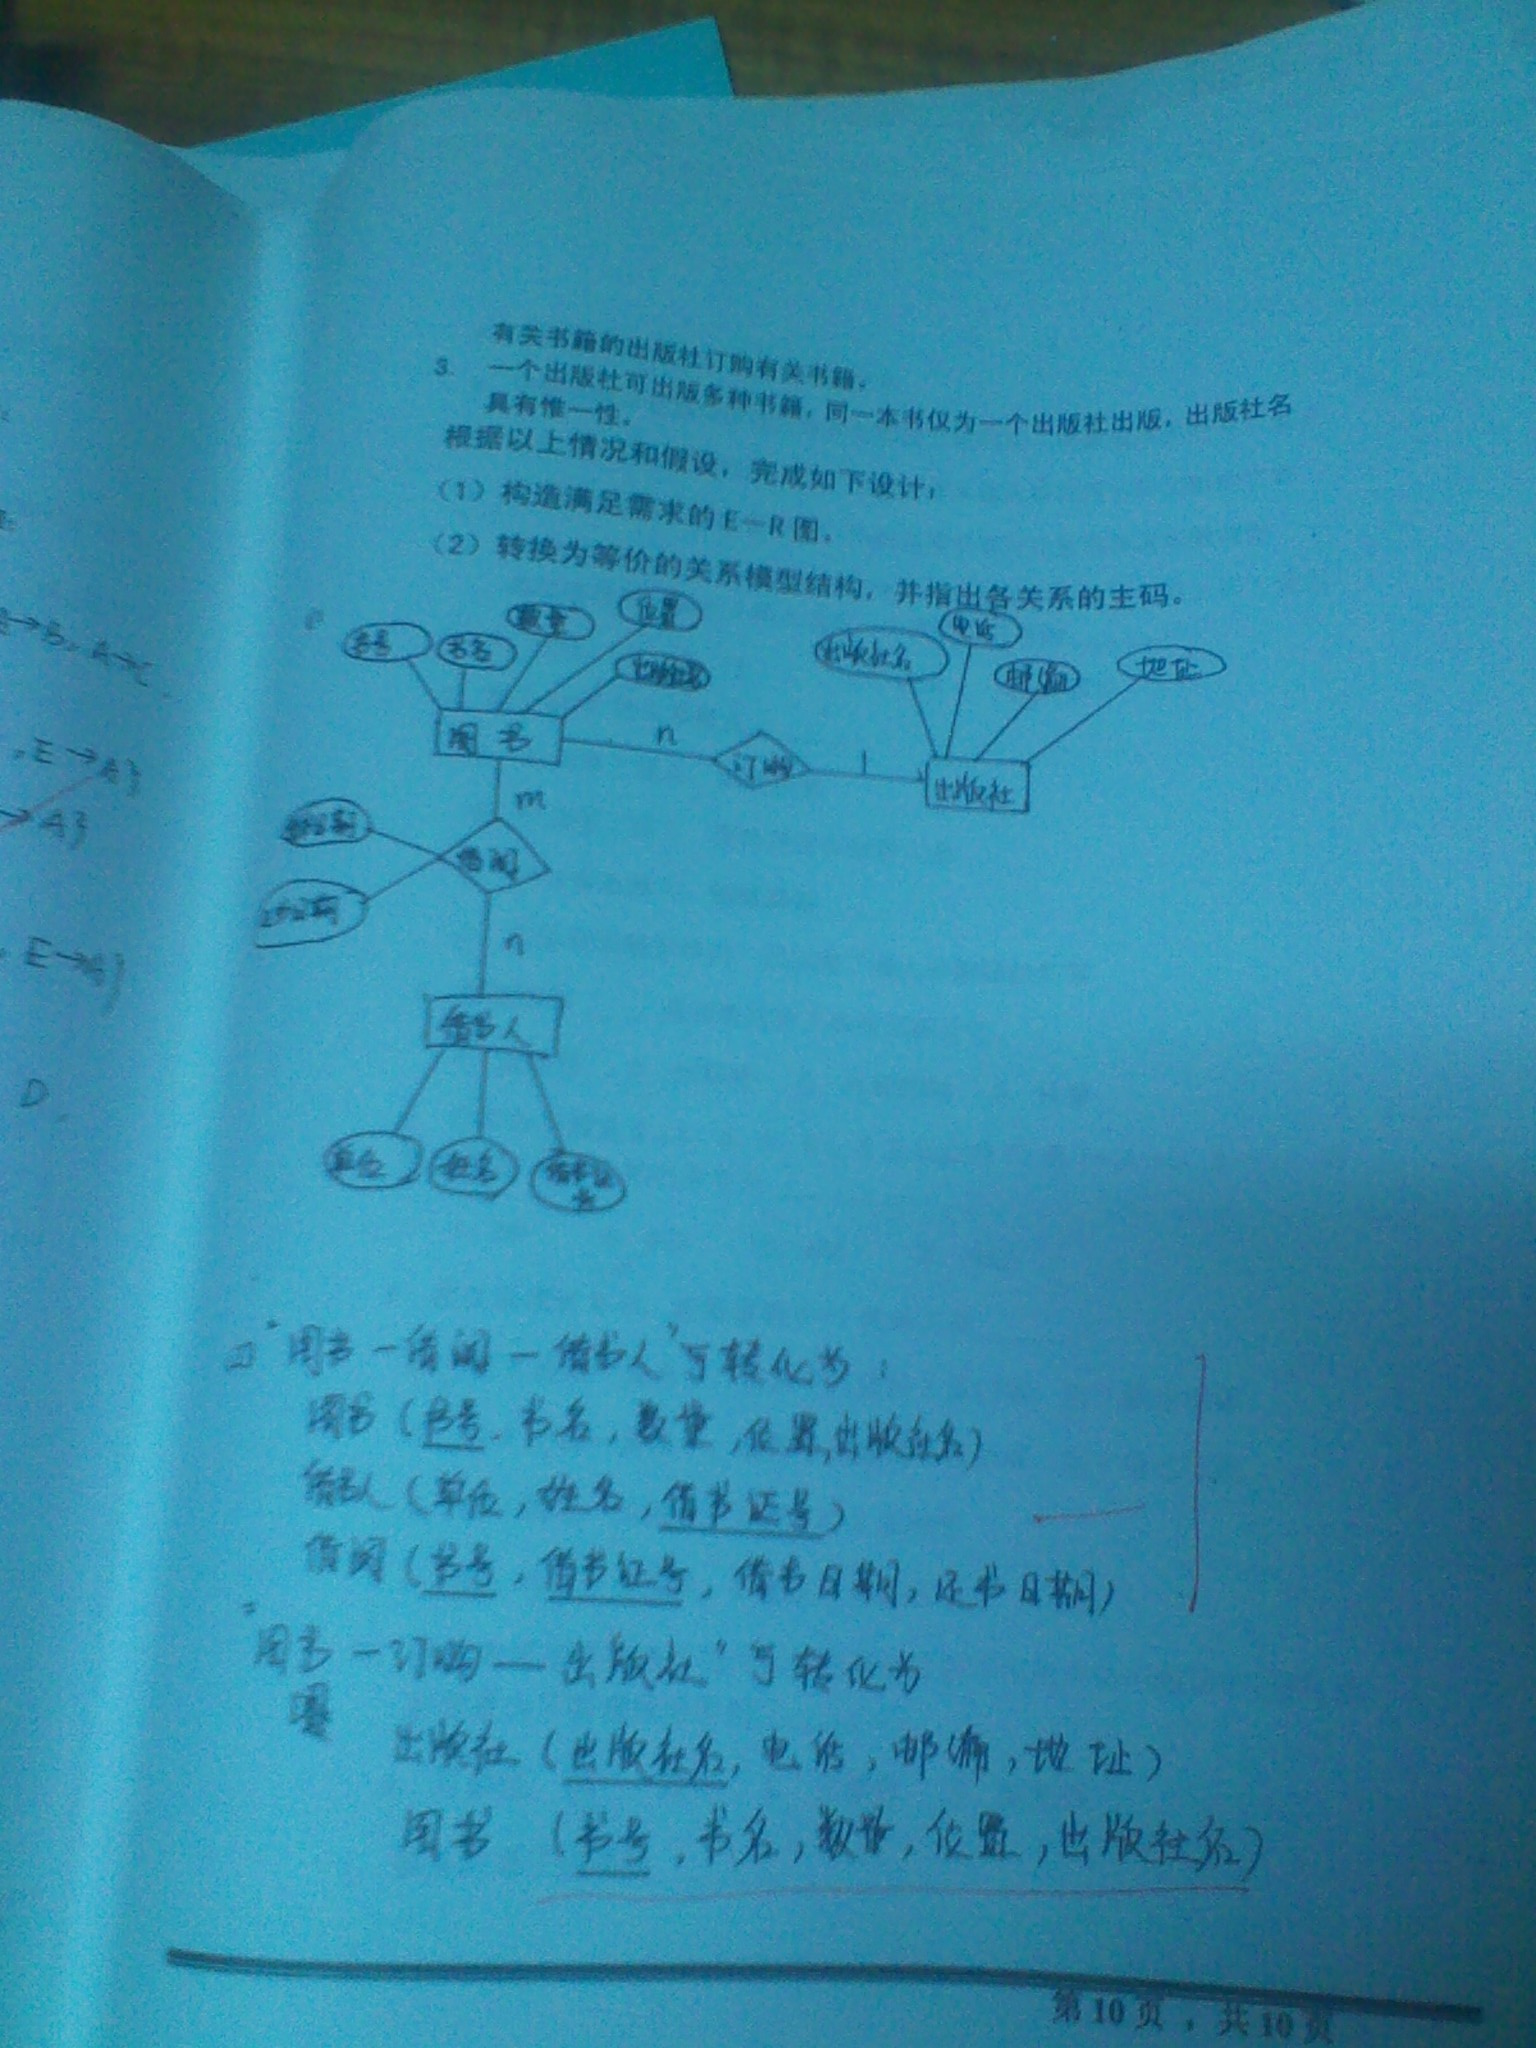 有关书籍的出版社订购有关书籍。
3. 一个出版社可出版多种书籍，同一本书仅为一个出版社出版，出版社名
具有惟一性。
根据以上情况和假设，完成如下设计：
（1）构造满足需求的E—R图。
（2）转换为等价的关系模型结构，并指出各关系的主码。
书号
书名
数量
位置
出版社名
出版社名
电话
邮编
地址
图书
n
订购
1
出版社
m
借阅
n
借书人
单位
姓名
借书证号
"图书—借阅—借书人"可转化为：
图书（书号、书名，数量，位置，出版社名）
借书人（单位，姓名，借书证号）
借阅（书号，借书证号，借书日期，还书日期）
"图书—订购—出版社"可转化为
出版社（出版社名，电话，邮编，地址）
图书（书号，书名，数量，位置，出版社名）
A→B, A→C
, E→A}
→A}
, E→A}
D
第10页，共10页